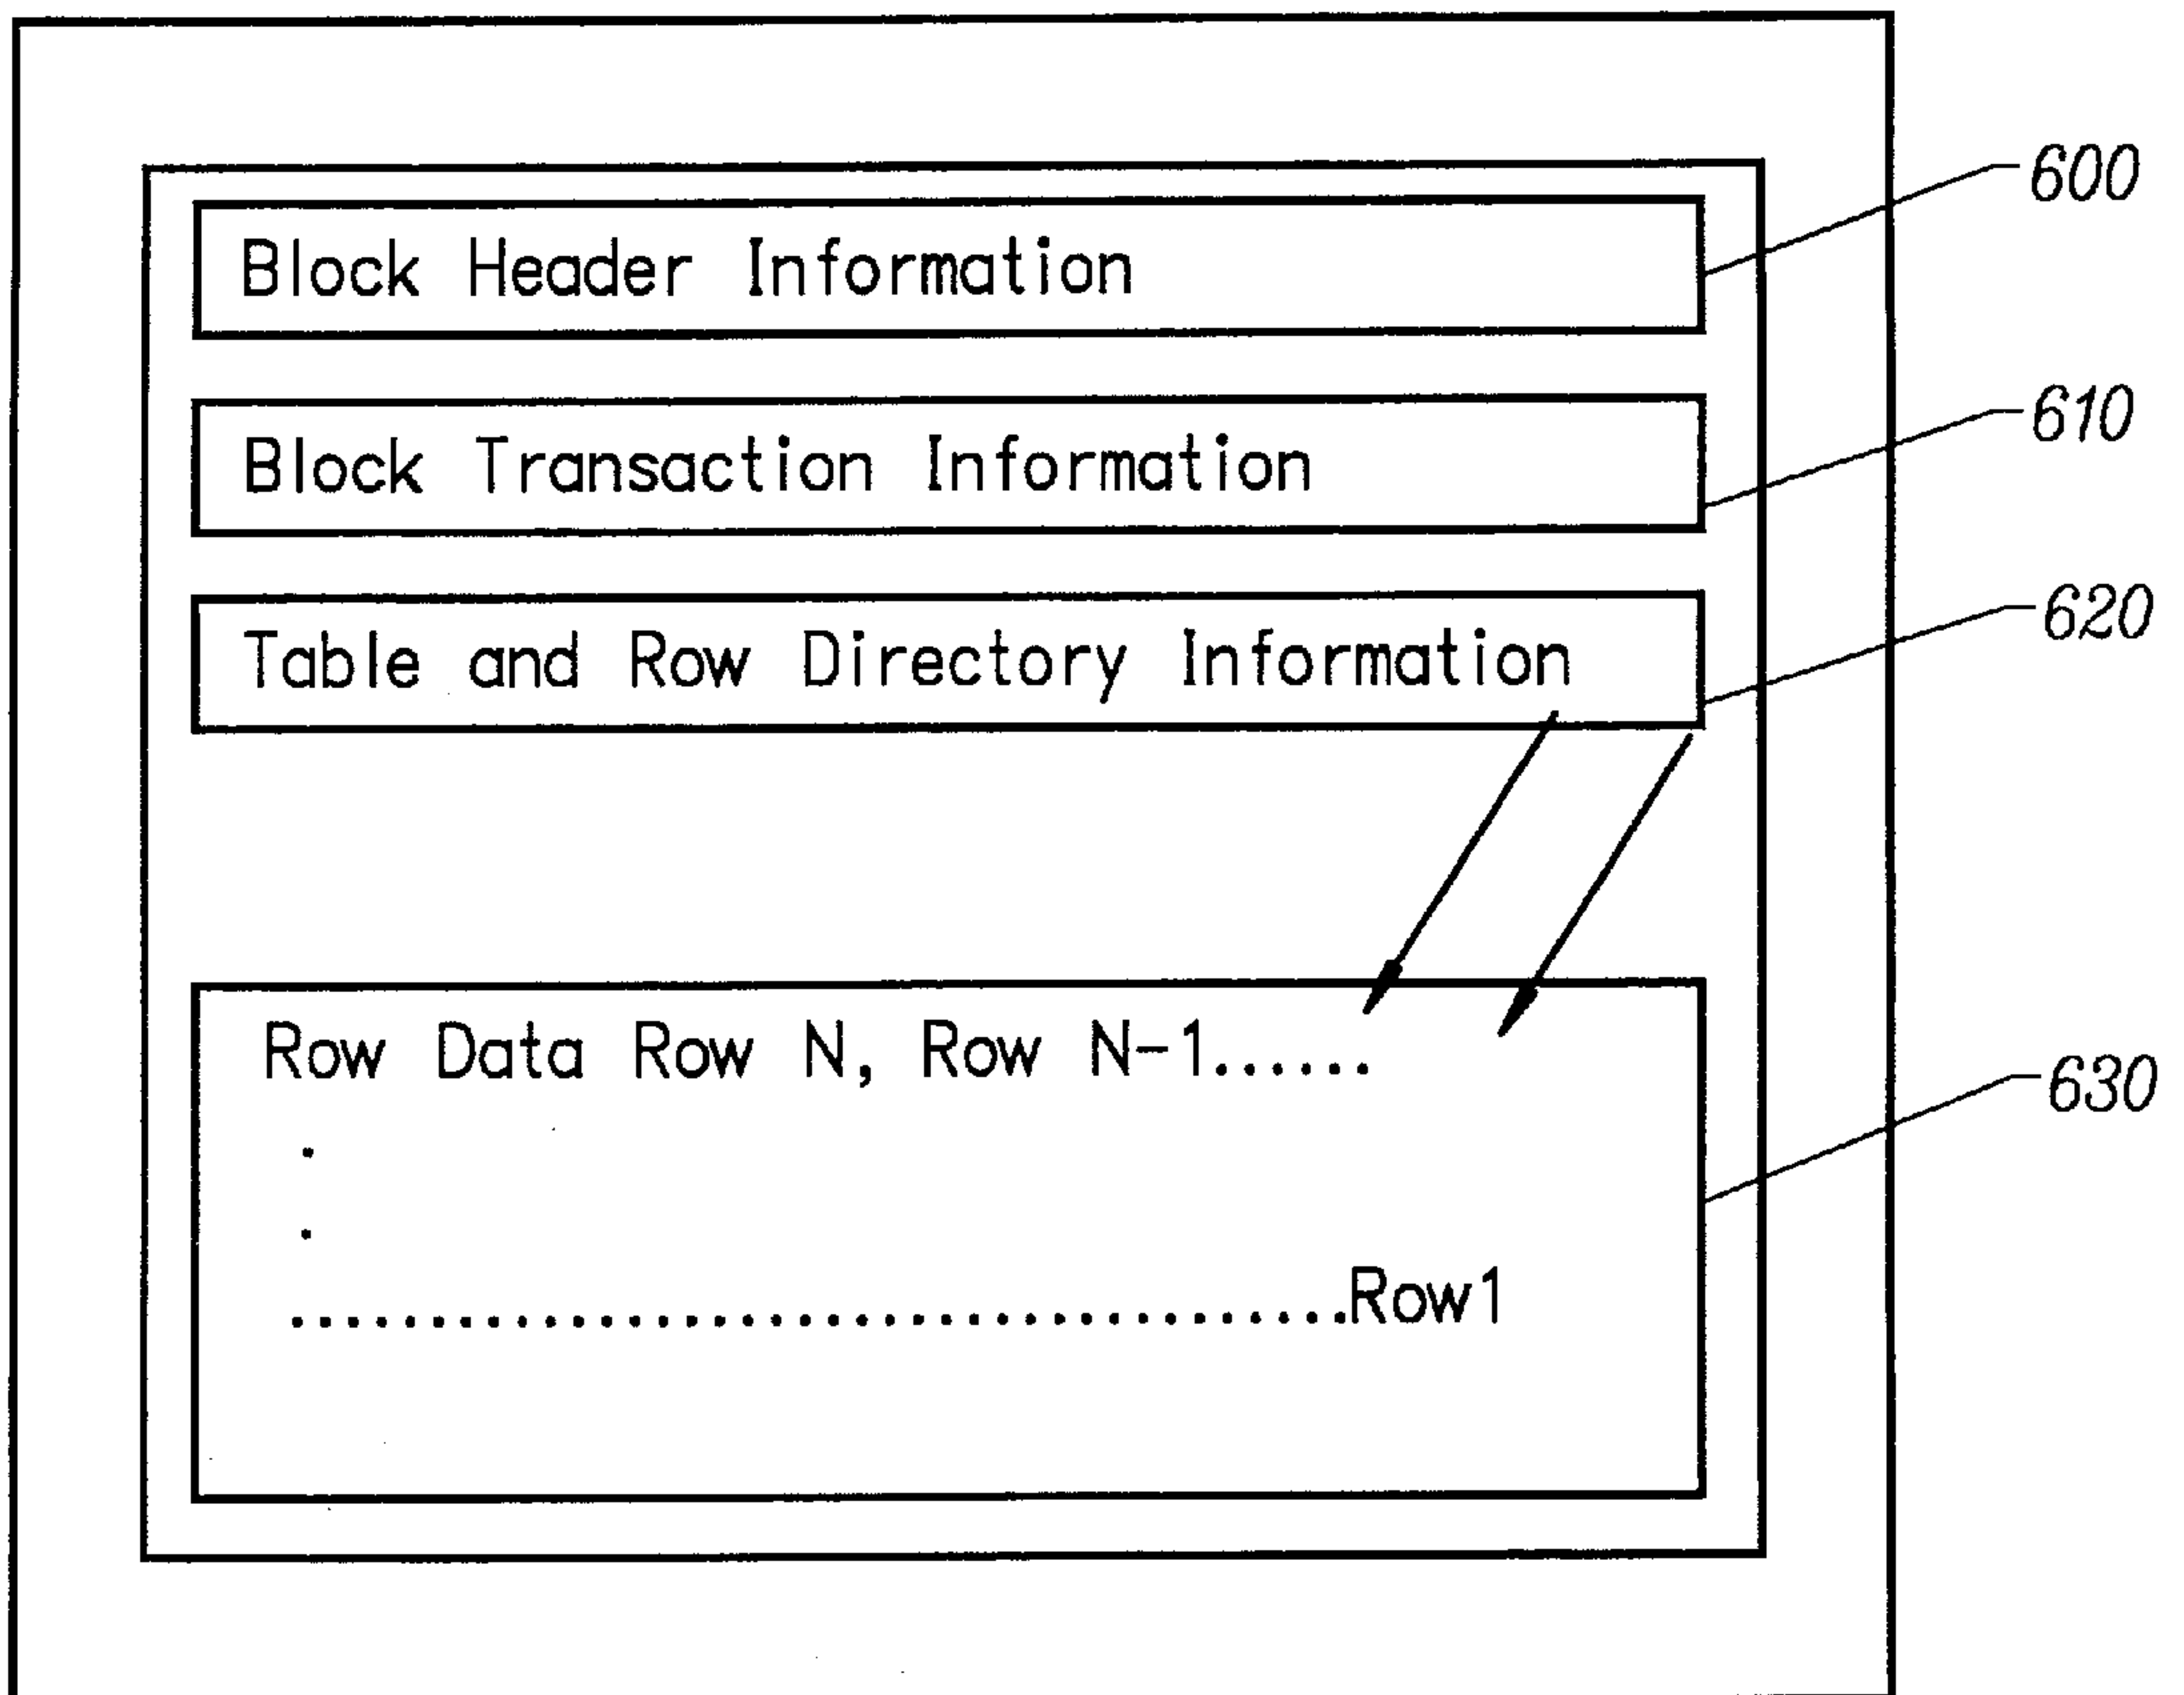 600
Block Header Information
610
Block Transaction Information
620
Table and Row Directory Information
Row Data Row N, Row N-1......
630
.
.
......................................Row1